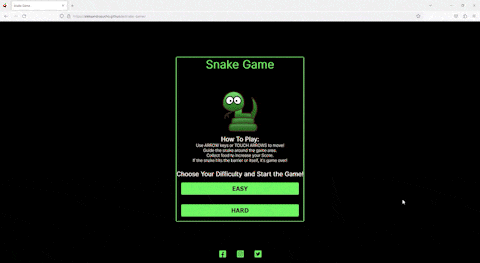 Snake Game
Snake Game
How To Play:
Use ARROW keys or TOUCH ARROWS to move!
Guide the snake around the game area.
Collect food to increase your Score.
If the snake hits the barrier or itself, it's game over!
Choose Your Difficulty and Start the Game!
EASY
HARD